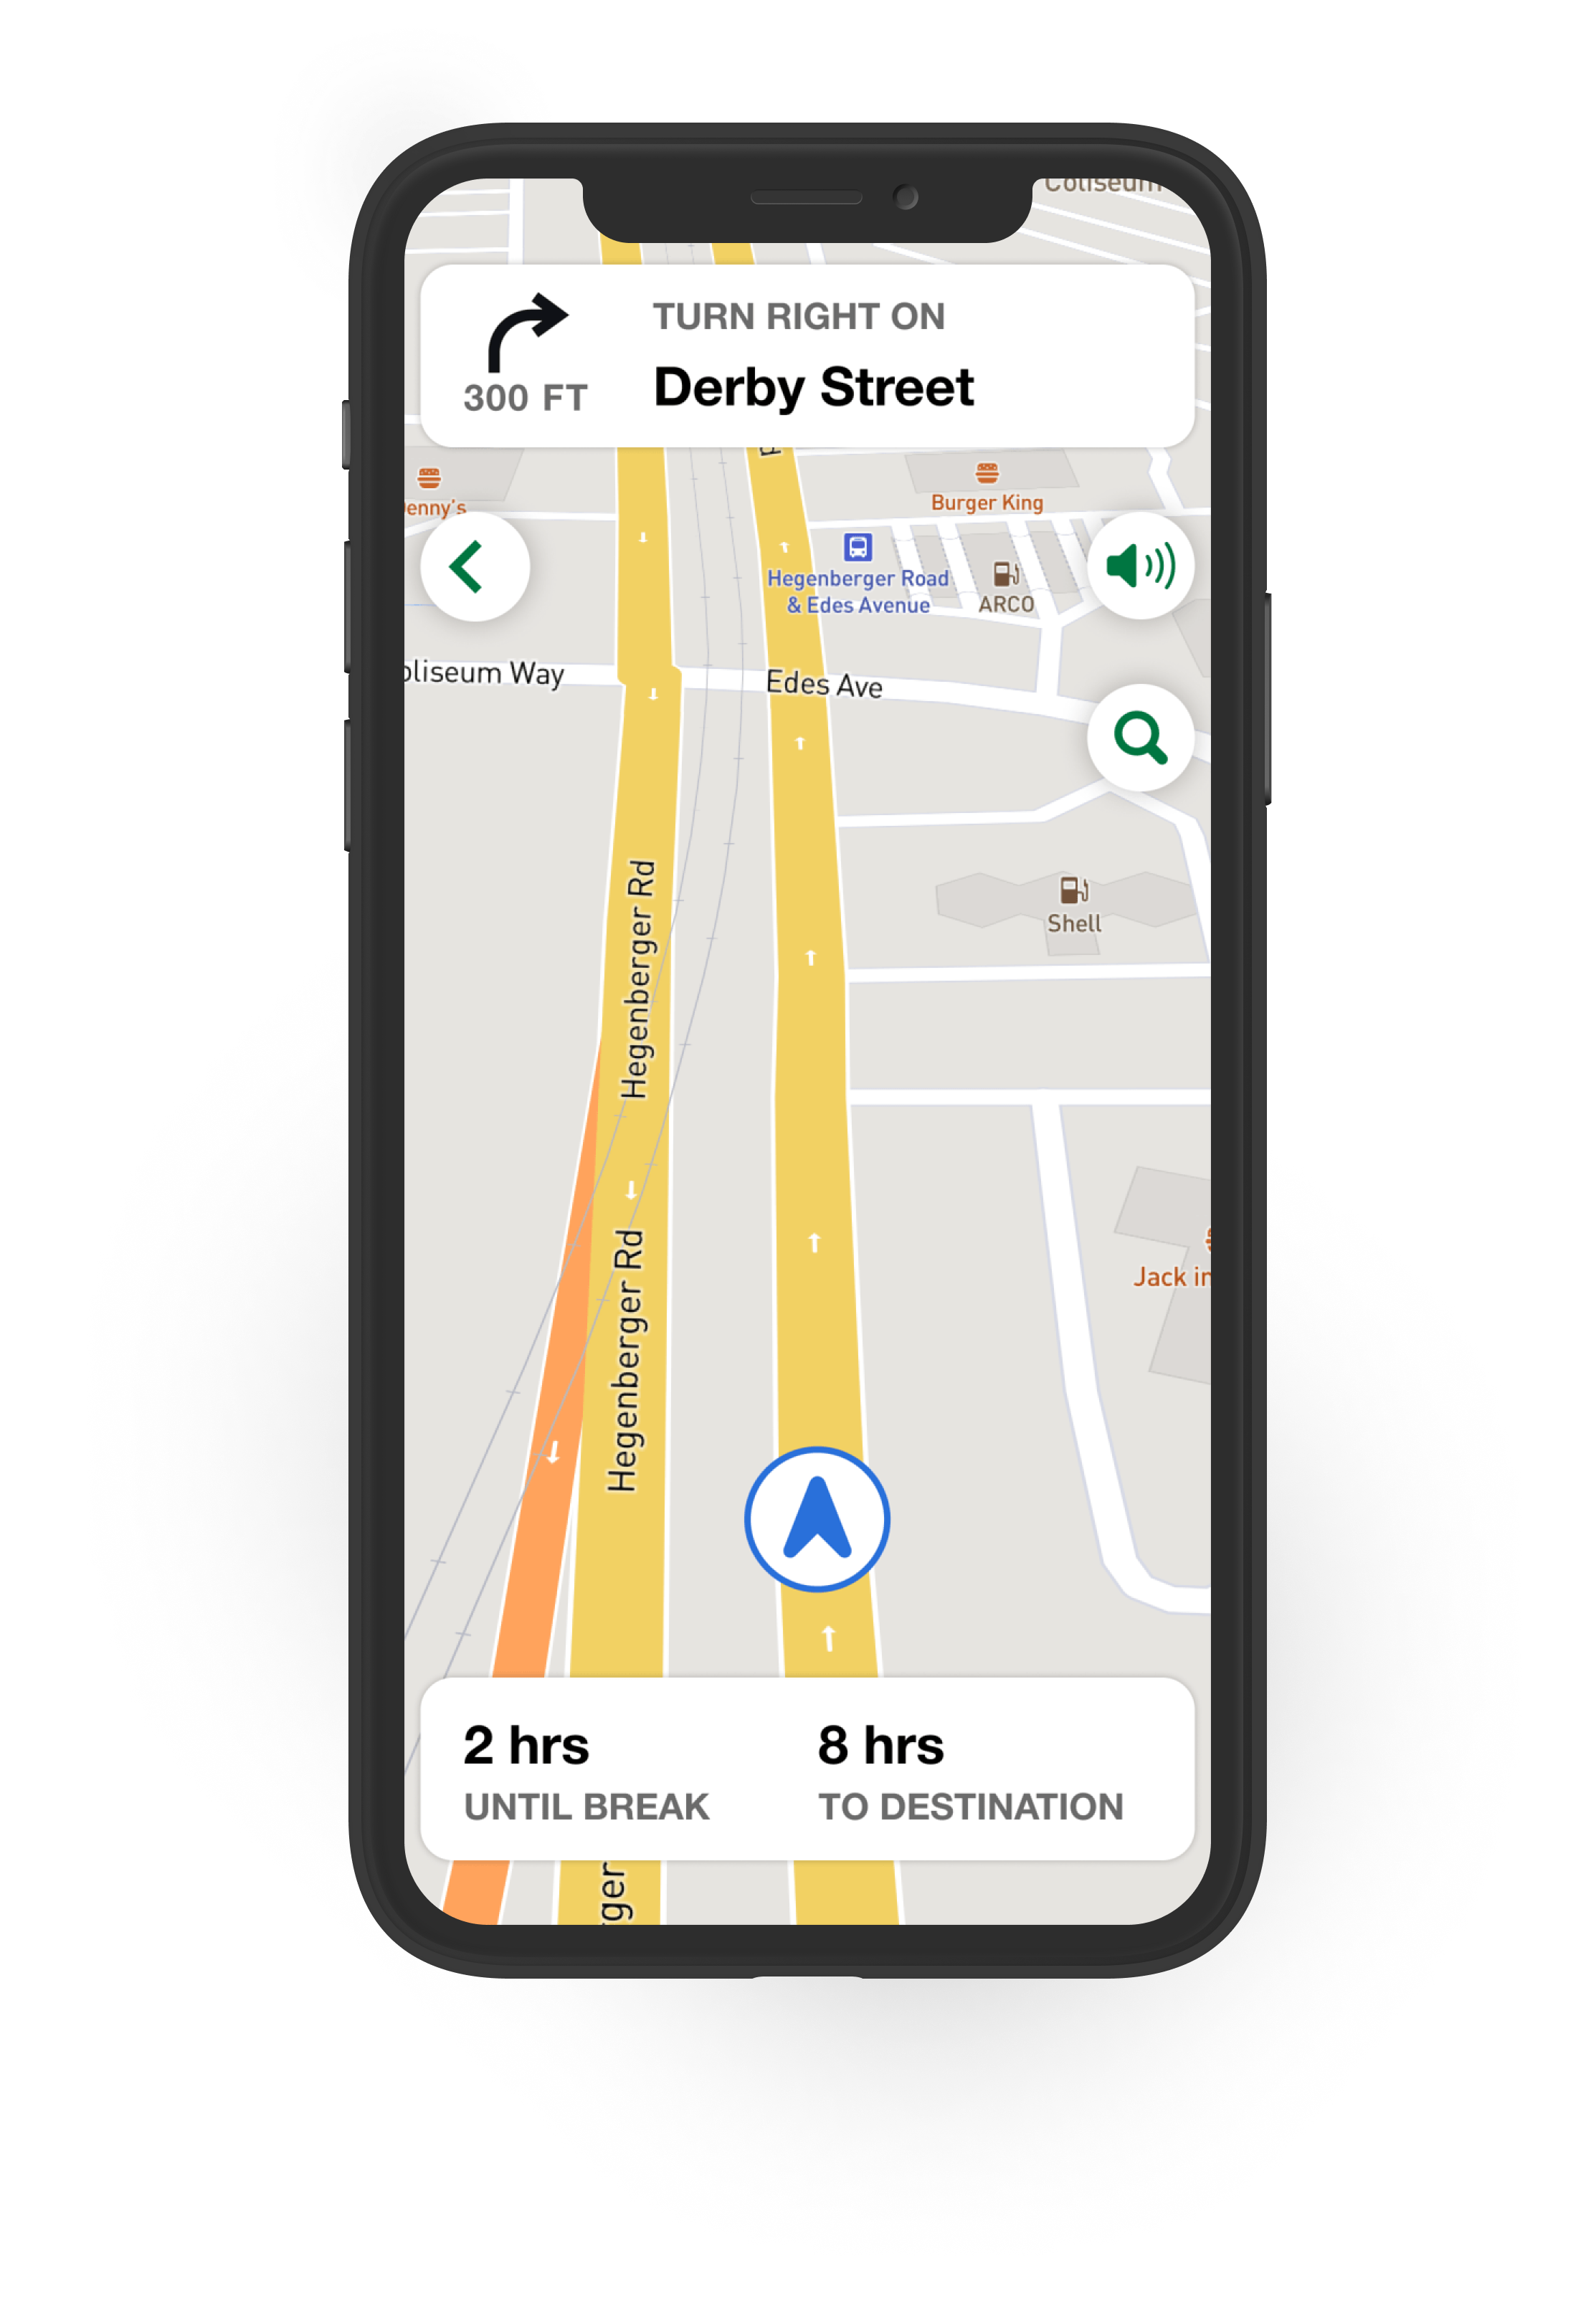 Coliseum
TURN RIGHT ON
300 FT
Derby Street
enny's
Burger King
Hegenberger Road
& Edes Avenue
ARCO
oliseum Way
Edes Ave
Hegenberger Rd
Shell
Hegenberger Rd
Jack in
2 hrs
8 hrs
UNTIL BREAK
TO DESTINATION
rger